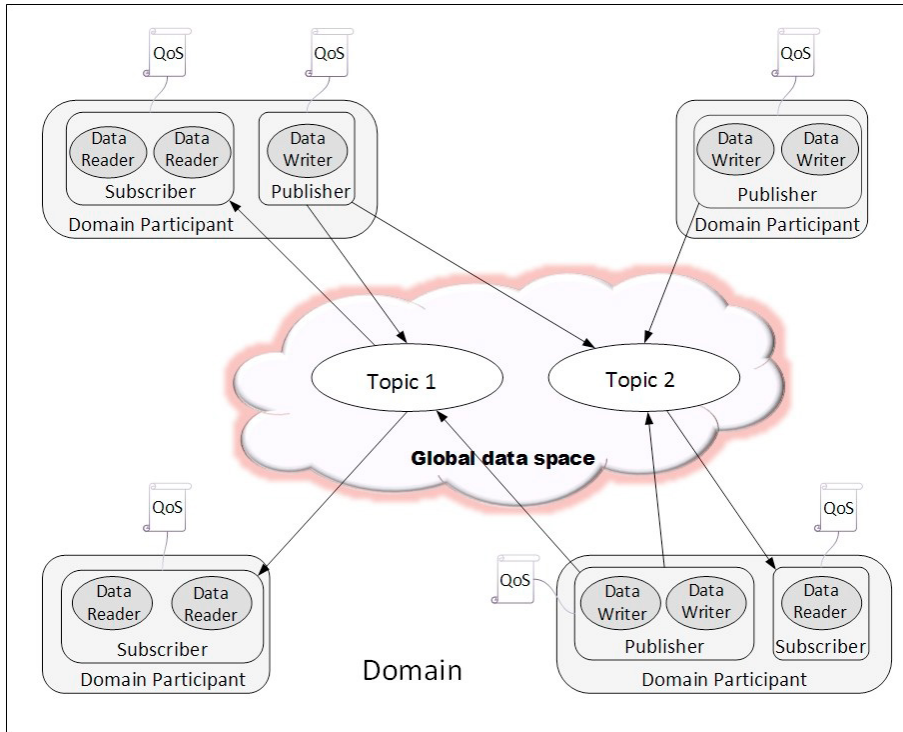 QoS
QoS
QoS
Data
Reader
Data
Reader
Subscriber
Data
Writer
Publisher
Domain Participant
Data
Writer
Data
Writer
Publisher
Domain Participant
Topic 1
Topic 2
Global data space
QoS
Data
Reader
Data
Reader
Subscriber
Domain Participant
Domain
QoS
QoS
Data
Writer
Data
Writer
Publisher
Data
Reader
Subscriber
Domain Participant